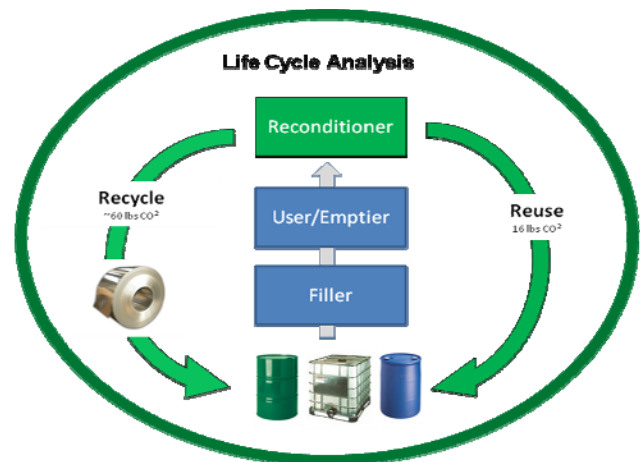 Life Cycle Analysis
Reconditioner
Recycle
~60 lbs CO²
User/Emptier
Reuse
16 lbs CO²
Filler